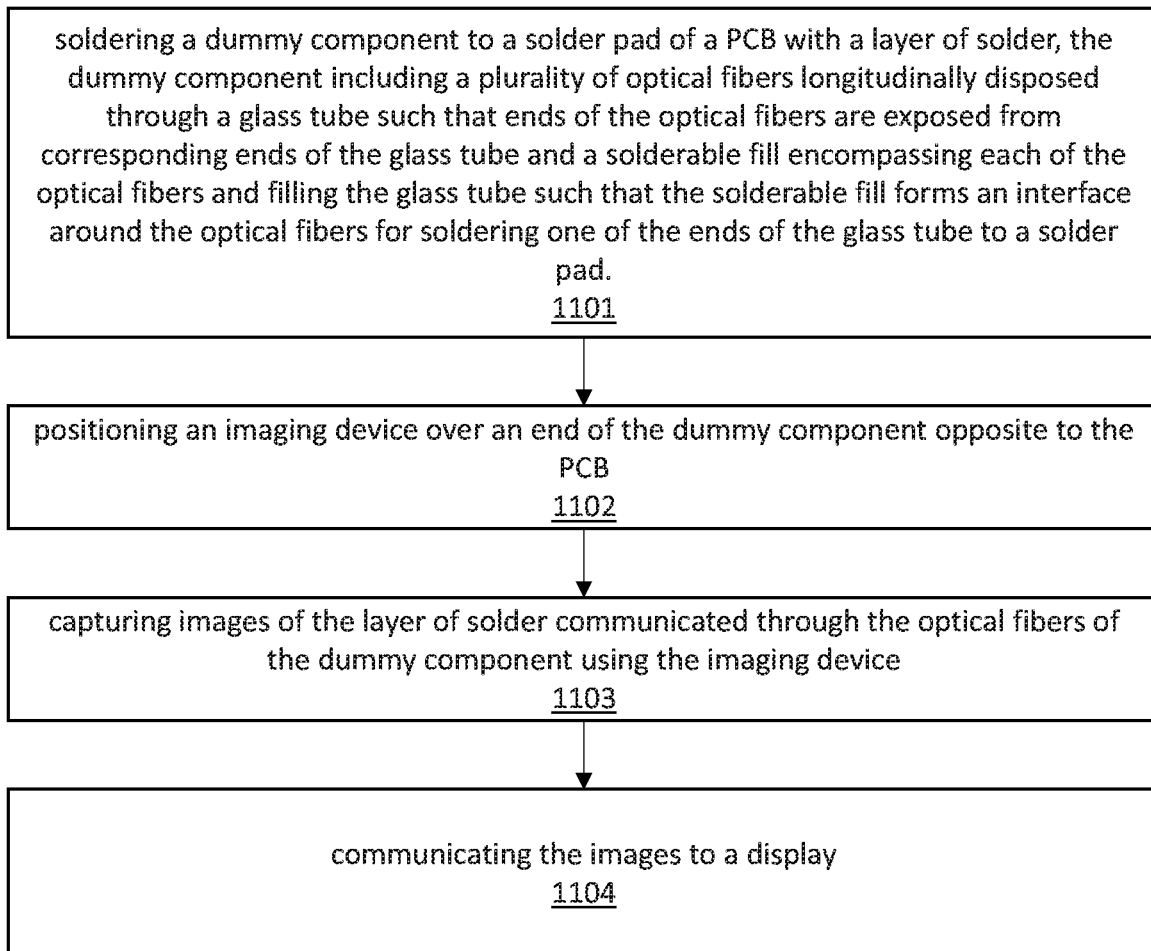 soldering a dummy component to a solder pad of a PCB with a layer of solder, the
dummy component including a plurality of optical fibers longitudinally disposed
through a glass tube such that ends of the optical fibers are exposed from
corresponding ends of the glass tube and a solderable fill encompassing each of the
optical fibers and filling the glass tube such that the solderable fill forms an interface
around the optical fibers for soldering one of the ends of the glass tube to a solder
pad.
1101
positioning an imaging device over an end of the dummy component opposite to the
PCB
1102
capturing images of the layer of solder communicated through the optical fibers of
the dummy component using the imaging device
1103
communicating the images to a display
1104